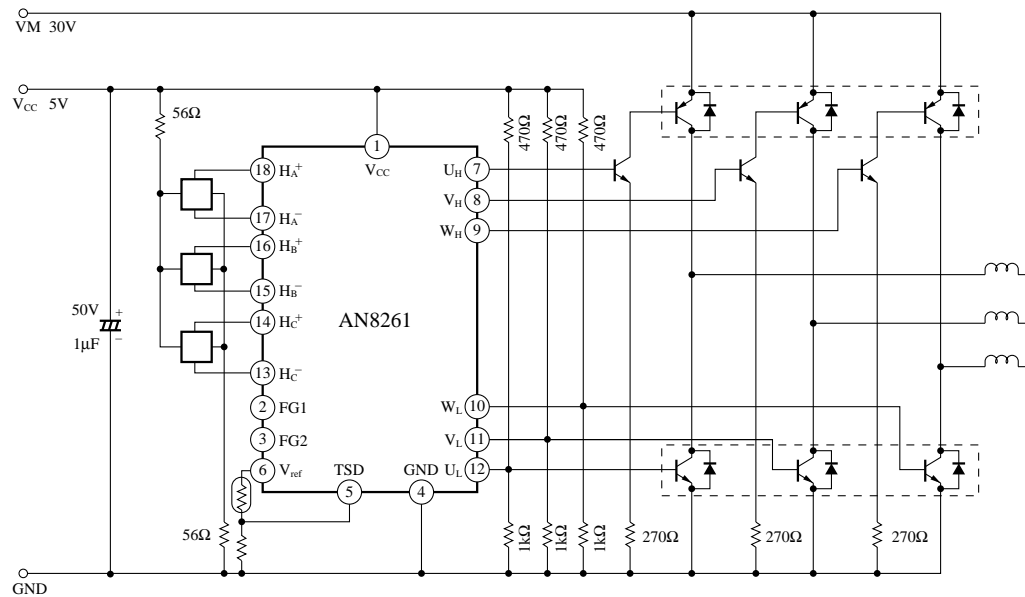 VM 30V
VCC 5V
56Ω
470Ω
470Ω
470Ω
1
VCC
18 HA+
17 HA−
16 HB+
15 HB−
14 HC+
13 HC−
2 FG1
3 FG2
6 Vref
UH 7
VH 8
WH 9
AN8261
50V
+
−
1μF
WL 10
VL 11
UL 12
TSD
5
GND
4
56Ω
1kΩ
1kΩ
1kΩ
270Ω
270Ω
270Ω
GND